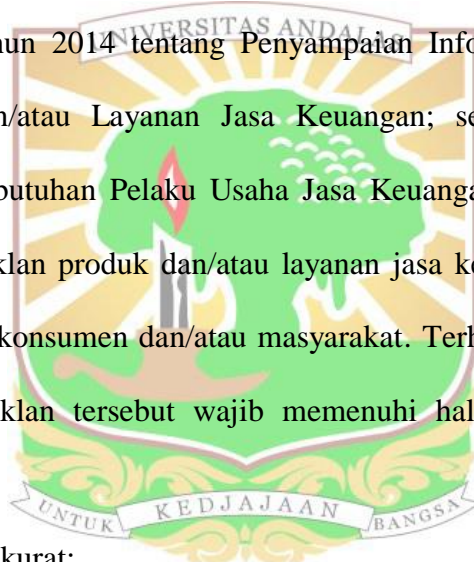 UNIVERSITAS ANDALAS
un 2014 tentang Penyampaian Info
/atau Layanan Jasa Keuangan; se
butuhan Pelaku Usaha Jasa Keuanga
klan produk dan/atau layanan jasa ke
konsumen dan/atau masyarakat. Terh
klan tersebut wajib memenuhi hal
UNTUK KEDJAJAAN BANGSA
kurat;